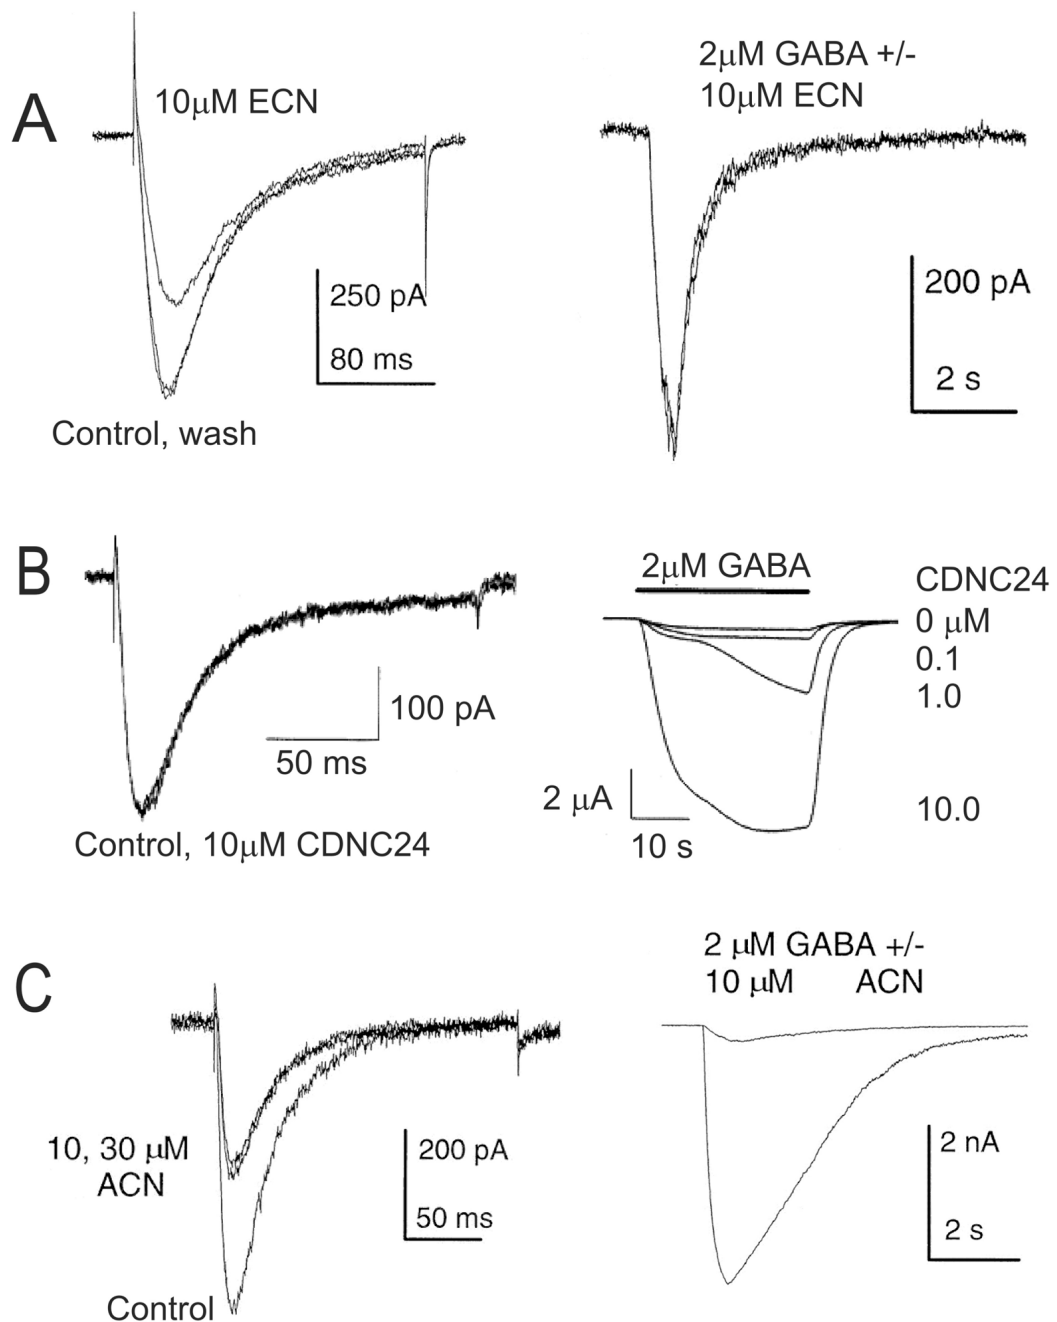 A
10μM ECN
250 pA
80 ms
Control, wash
2μM GABA +/-
10μM ECN
200 pA
2 s
B
100 pA
50 ms
Control, 10μM CDNC24
2μM GABA
CDNC24
0 μM
0.1
1.0
10.0
2 μA
10 s
C
10, 30 μM
ACN
200 pA
50 ms
Control
2 μM GABA +/-
10 μM ACN
2 nA
2 s